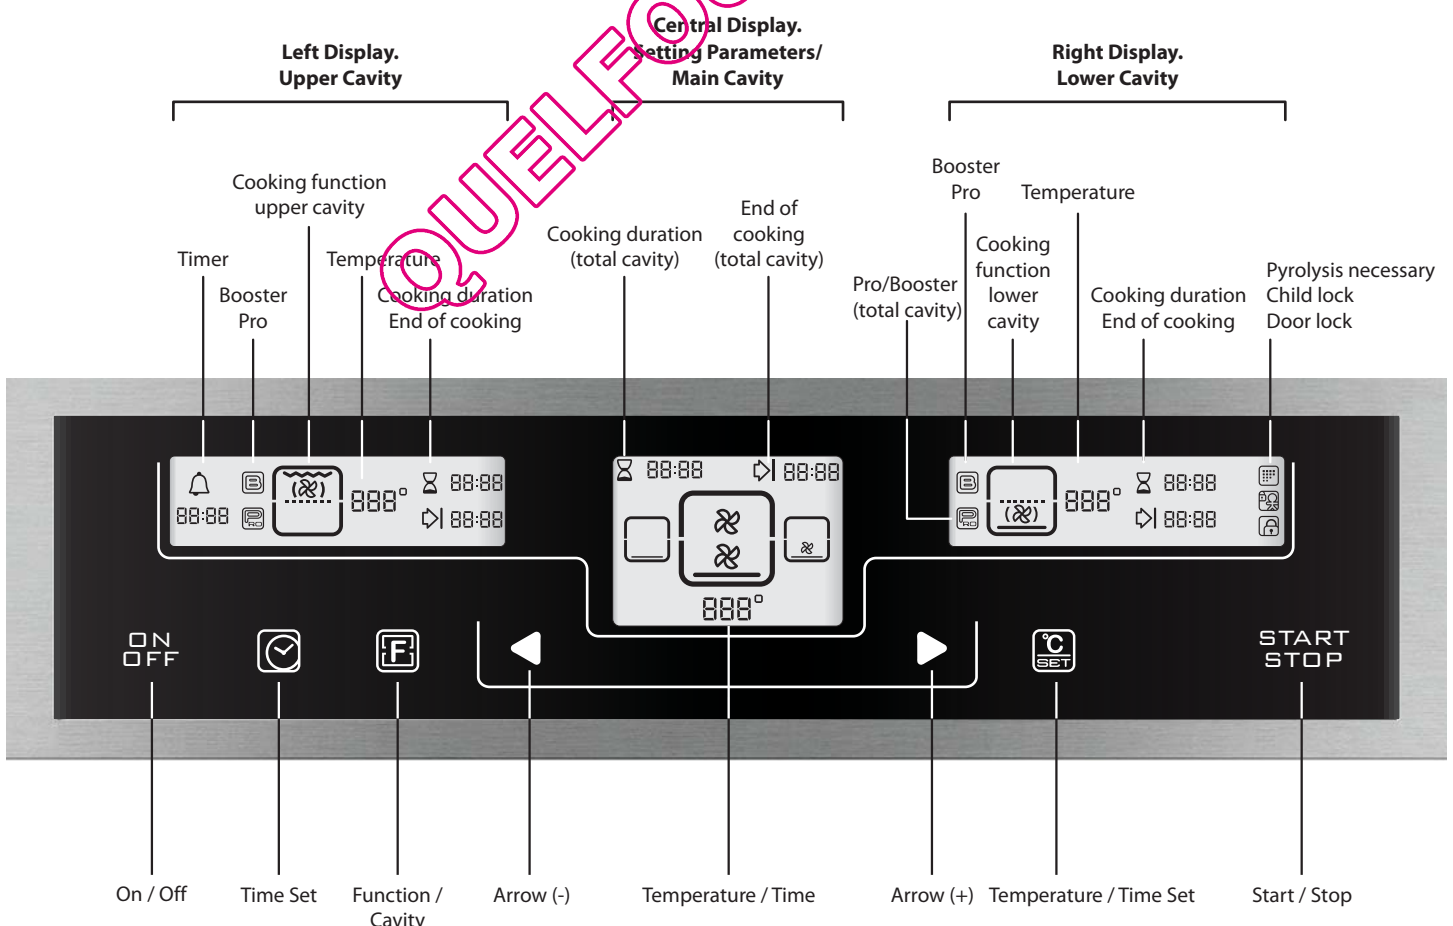 Left Display.
Upper Cavity
Central Display.
Setting Parameters/
Main Cavity
Right Display.
Lower Cavity
Timer
Booster
Pro
Cooking function
upper cavity
Temperature
Cooking duration
End of cooking
Cooking duration
(total cavity)
End of
cooking
(total cavity)
Pro/Booster
(total cavity)
Booster
Pro
Cooking
function
lower
cavity
Temperature
Cooking duration
End of cooking
Pyrolysis necessary
Child lock
Door lock
88:88
B
PRO
888°
88:88
88:88
88:88
88:88
888°
B
PRO
888°
88:88
88:88
ON
OFF
F
°C
SET
START
STOP
On / Off
Time Set
Function /
Cavity
Arrow (-)
Temperature / Time
Arrow (+)
Temperature / Time Set
Start / Stop